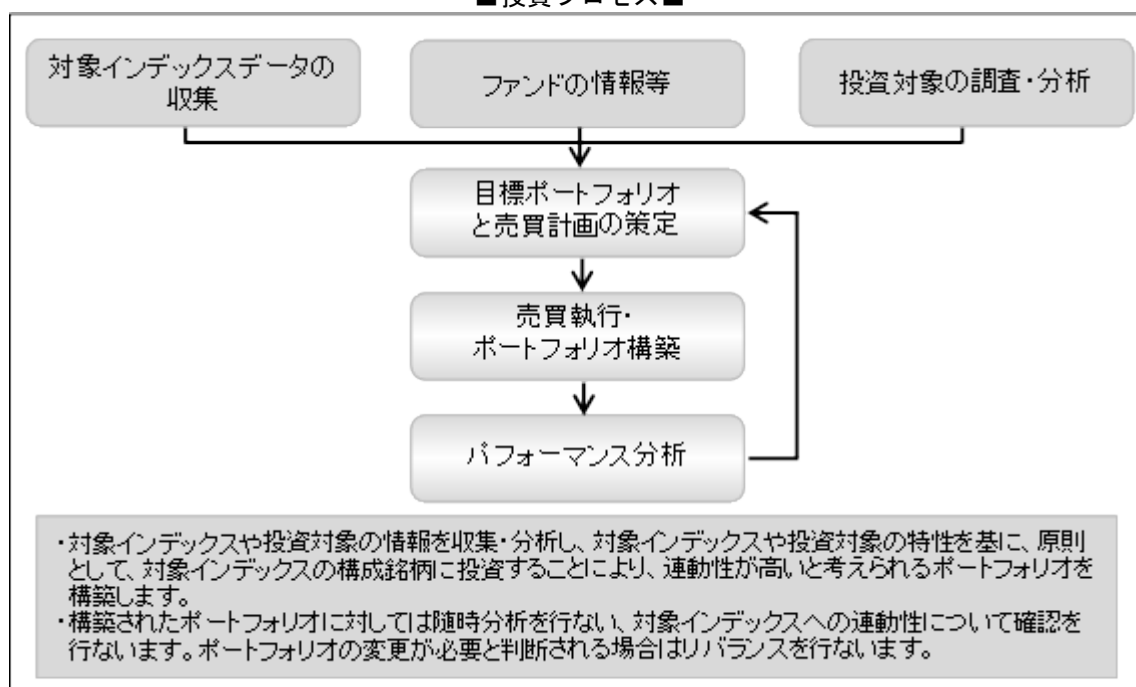 ■投資プロセス■
対象インデックスデータの
収集
ファンドの情報等
投資対象の調査・分析
目標ポートフォリオ
と売買計画の策定
売買執行・
ポートフォリオ構築
パフォーマンス分析
・対象インデックスや投資対象の情報を収集・分析し、対象インデックスや投資対象の特性を基に、原則
として、対象インデックスの構成銘柄に投資することにより、連動性が高いと考えられるポートフォリオを
構築します。
・構築されたポートフォリオに対しては随時分析を行ない、対象インデックスへの連動性について確認を
行ないます。ポートフォリオの変更が必要と判断される場合はリバランスを行ないます。